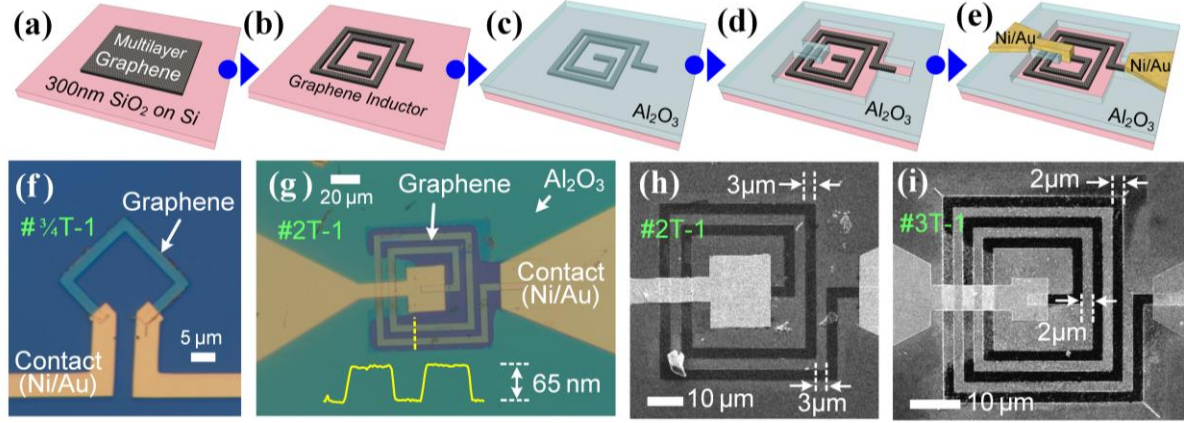 (a)
Multilayer
Graphene
300nm SiO₂ on Si
(b)
Graphene Inductor
(c)
Al₂O₃
(d)
Al₂O₃
(e)
Ni/Au
Ni/Au
Al₂O₃
(f)
Graphene
#¾T-1
Contact
(Ni/Au)
5 μm
(g)
20 μm
Graphene
Al₂O₃
#2T-1
Contact
(Ni/Au)
65 nm
(h)
3μm
#2T-1
10 μm
3μm
(i)
2μm
#3T-1
2μm
10 μm